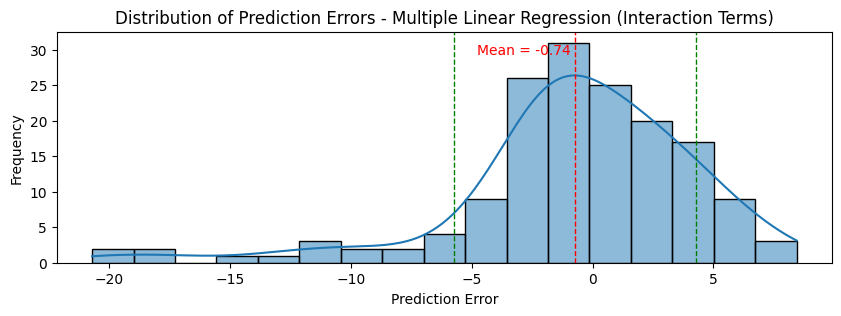 Distribution of Prediction Errors - Multiple Linear Regression (Interaction Terms)
Mean = -0.74
30
25
20
15
10
5
0
Frequency
−20 −15 −10 −5 0 5
Prediction Error